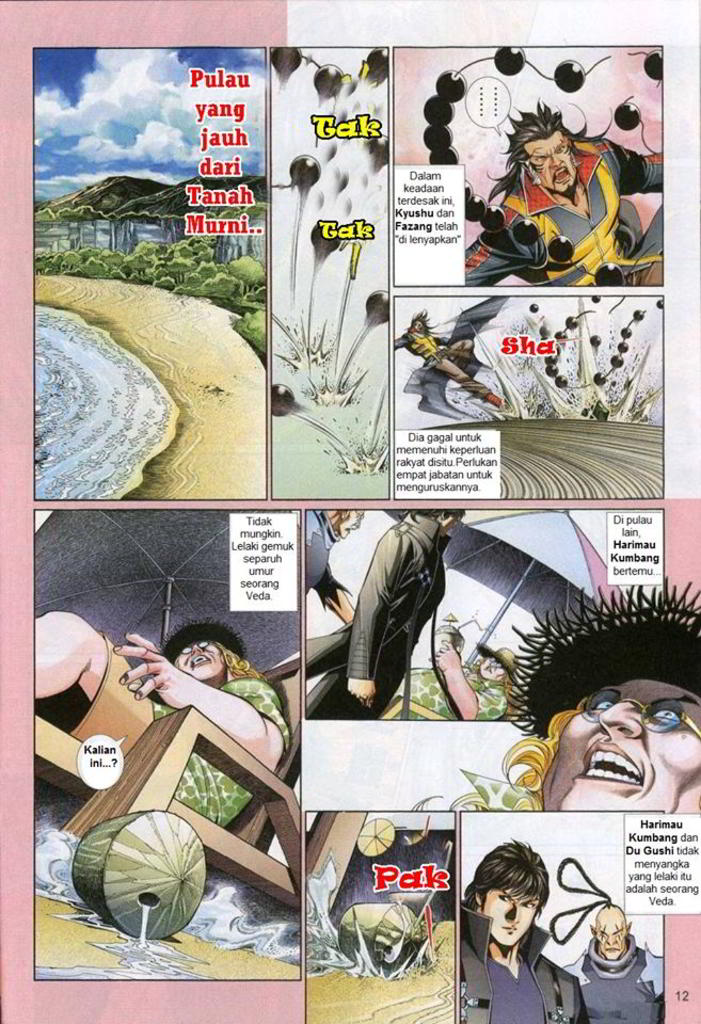 Pulau
yang
jauh
dari
Tanah
Murni..
Tak
Tak
Dalam
keadaan
terdesak ini,
Kyushu dan
Fazang telah
"di lenyapkan"
Sha
Dia gagal untuk
memenuhi keperluan
rakyat disitu.Perlukan
empat jabatan untuk
menguruskannya.
Tidak
mungkin.
Lelaki gemuk
separuh
umur
seorang
Veda.
Kalian
ini...?
Di pulau
lain,
Harimau
Kumbang
bertemu...
Pak
Harimau
Kumbang dan
Du Gushi tidak
menyangka
yang lelaki itu
adalah seorang
Veda.
12